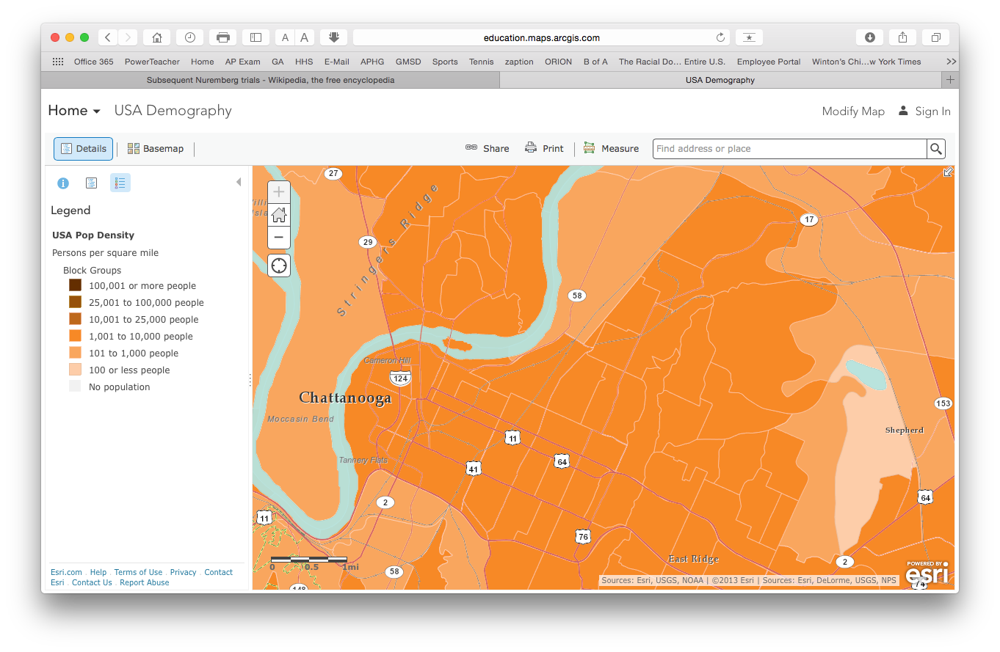 education.maps.arcgis.com
A A
Office 365 PowerTeacher Home AP Exam GA HHS E-Mail APHG GMSD Sports Tennis zaption ORION B of A The Racial Do... Entire U.S. Employee Portal Winton's Chi...w York Times >>
Subsequent Nuremberg trials - Wikipedia, the free encyclopedia USA Demography +
Home USA Demography Modify Map Sign In
Details Basemap Share Print Measure Find address or place
Legend
USA Pop Density
Persons per square mile
Block Groups
100,001 or more people
25,001 to 100,000 people
10,001 to 25,000 people
1,001 to 10,000 people
101 to 1,000 people
100 or less people
No population
Esri.com . Help . Terms of Use . Privacy . Contact
Esri . Contact Us . Report Abuse
27
+
−
17
29
Stringers Ridge
58
Cameron Hill
124
Chattanooga
Moccasin Bend
153
Shepherd
11
Tannery Flats
64
41
2
64
11
76
East Ridge
2
0 0.5 1mi
58
148
74
Sources: Esri, USGS, NOAA | ©2013 Esri | Sources: Esri, DeLorme, USGS, NPS
POWERED BY
esri